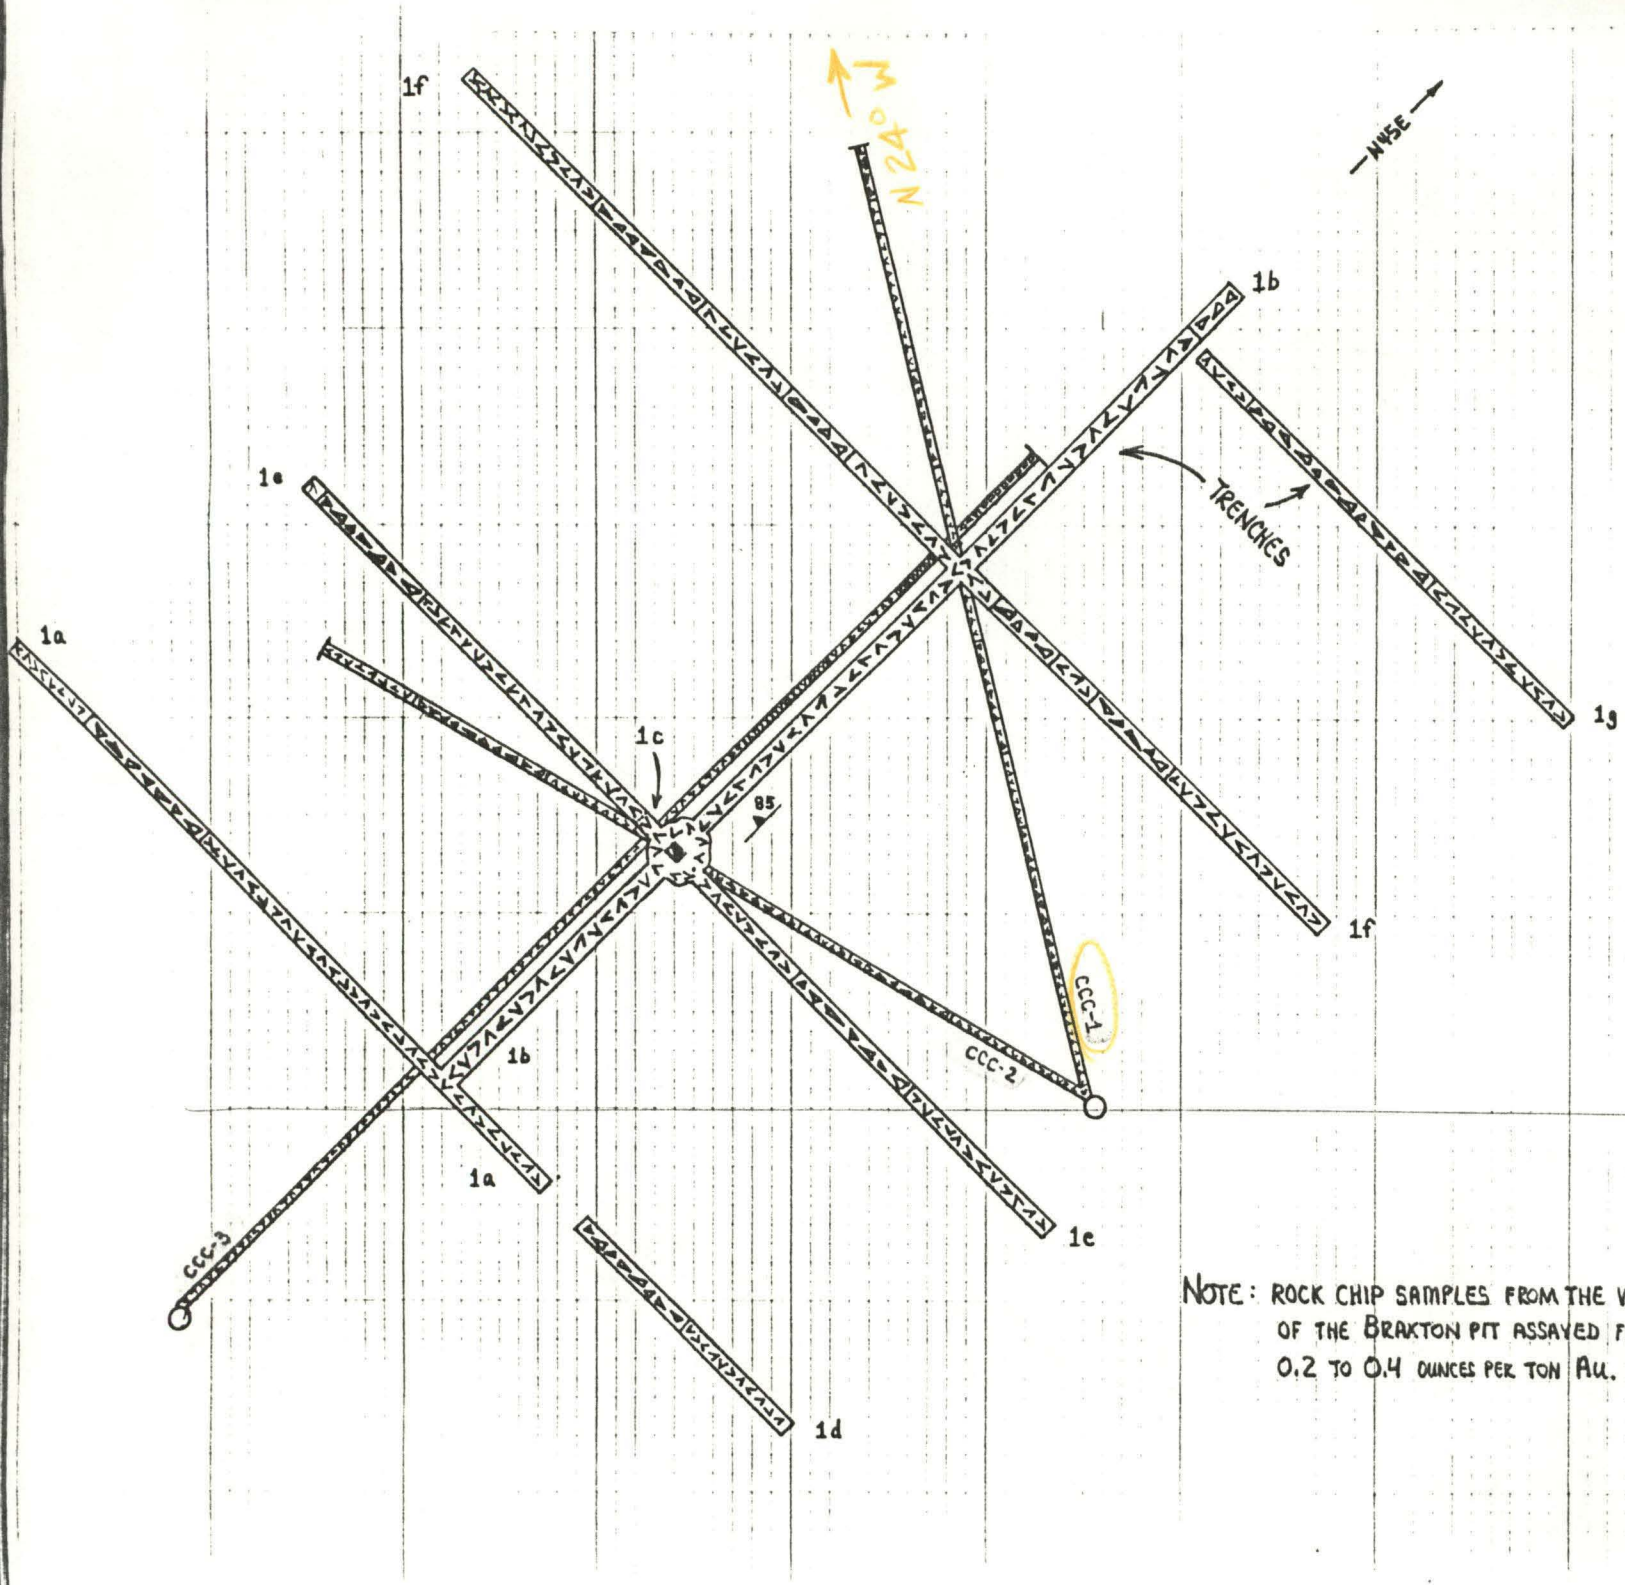 1f
N 24° W
N45E
1b
1e
TRENCHES
1a
1c
1g
85
1f
CCC-1
1b
CCC-2
1a
CCC-3
1e
NOTE: ROCK CHIP SAMPLES FROM THE
OF THE BRAXTON PIT ASSAYED
0.2 TO 0.4 OUNCES PER TON AU.
1d